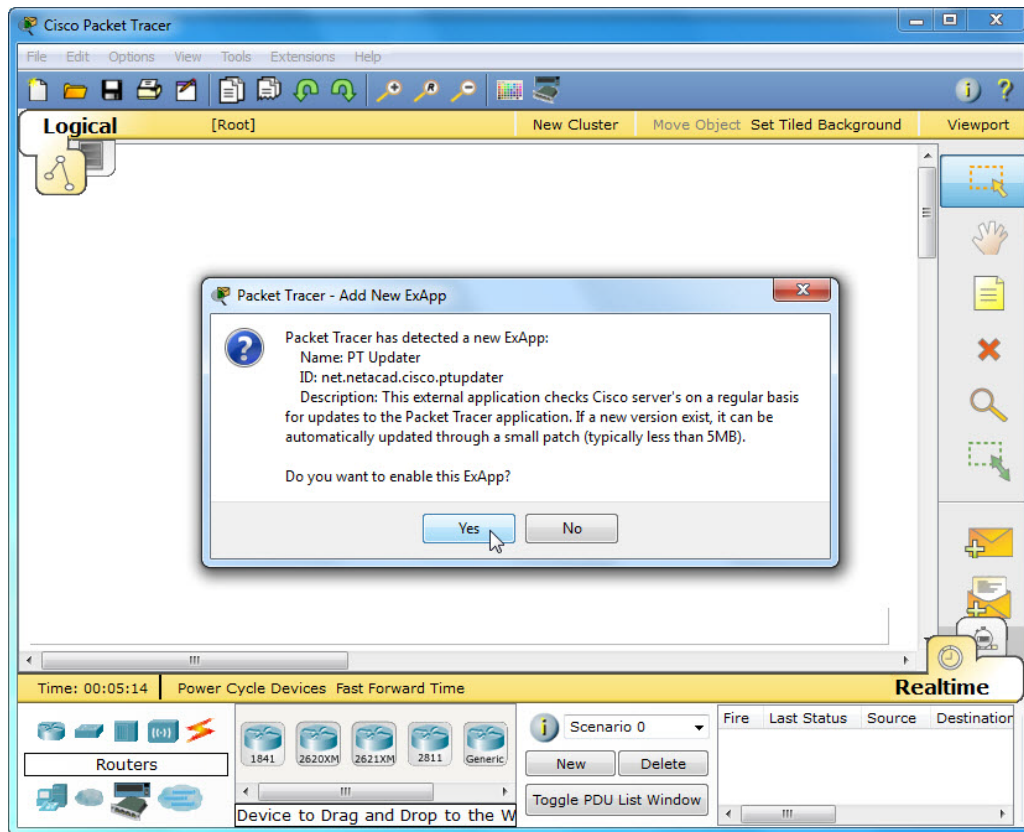 Cisco Packet Tracer
File Edit Options View Tools Extensions Help
Logical [Root] New Cluster Move Object Set Tiled Background Viewport
Packet Tracer - Add New ExApp
Packet Tracer has detected a new ExApp:
Name: PT Updater
ID: net.netacad.cisco.ptupdater
Description: This external application checks Cisco server's on a regular basis
for updates to the Packet Tracer application. If a new version exist, it can be
automatically updated through a small patch (typically less than 5MB).
Do you want to enable this ExApp?
Yes No
Time: 00:05:14 Power Cycle Devices Fast Forward Time Realtime
Routers
1841 2620XM 2621XM 2811 Generic
Device to Drag and Drop to the W
Scenario 0
New Delete
Toggle PDU List Window
Fire Last Status Source Destination